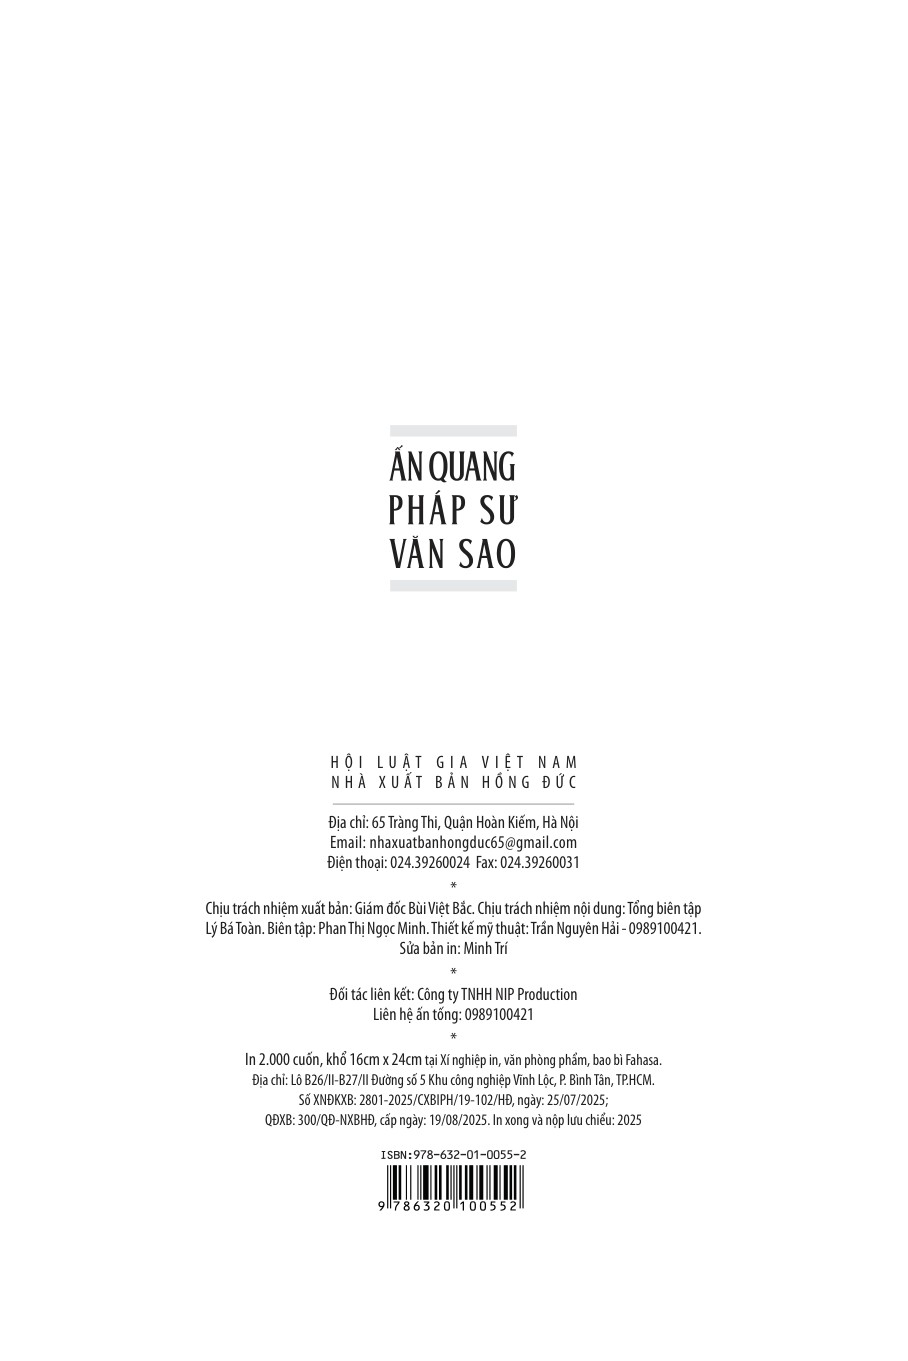 ẤN QUANG
PHÁP SƯ
VĂN SAO
HỘI LUẬT GIA VIỆT NAM
NHÀ XUẤT BẢN HỒNG ĐỨC
Địa chỉ: 65 Tràng Thi, Quận Hoàn Kiếm, Hà Nội
Email: nhaxuatbanhongduc65@gmail.com
Điện thoại: 024.39260024 Fax: 024.39260031
*
Chịu trách nhiệm xuất bản: Giám đốc Bùi Việt Bắc. Chịu trách nhiệm nội dung: Tổng biên tập
Lý Bá Toàn. Biên tập: Phan Thị Ngọc Minh. Thiết kế mỹ thuật: Trần Nguyên Hải - 0989100421.
Sửa bản in: Minh Trí
*
Đối tác liên kết: Công ty TNHH NIP Production
Liên hệ ấn tống: 0989100421
*
In 2.000 cuốn, khổ 16cm x 24cm tại Xí nghiệp in, văn phòng phẩm, bao bì Fahasa.
Địa chỉ: Lô B26/II-B27/II Đường số 5 Khu công nghiệp Vĩnh Lộc, P. Bình Tân, TP.HCM.
Số XNĐKXB: 2801-2025/CXBIPH/19-102/HĐ, ngày: 25/07/2025;
QĐXB: 300/QĐ-NXBHĐ, cấp ngày: 19/08/2025. In xong và nộp lưu chiểu: 2025
ISBN:978-632-01-0055-2
9 786320 100552